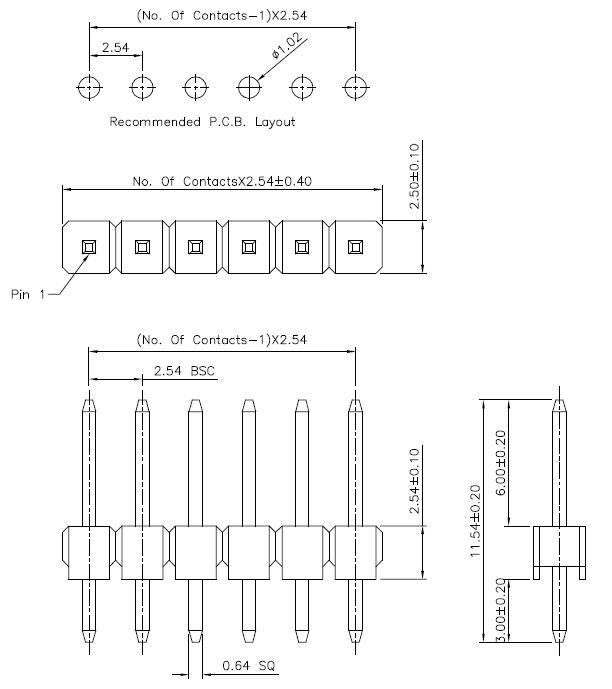 (No. Of Contacts-1)X2.54
2.54
ø1.02
Recommended P.C.B. Layout
No. Of ContactsX2.54±0.40
2.50±0.10
Pin 1
(No. Of Contacts-1)X2.54
2.54 BSC
2.54±0.10
11.54±0.20
6.00±0.20
3.00±0.20
0.64 SQ